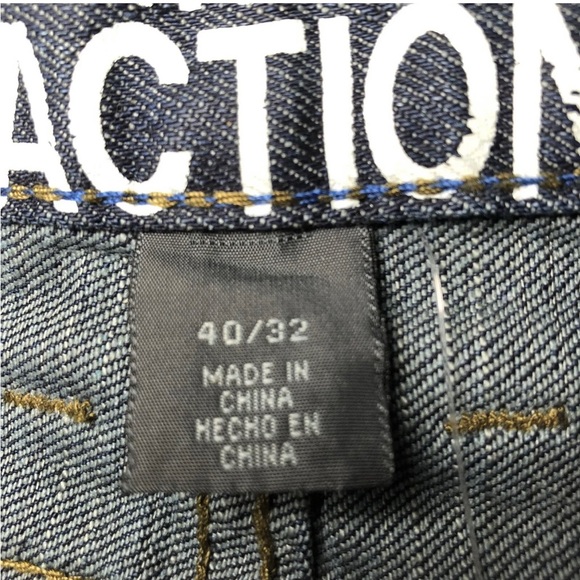 ACTION
40/32
MADE IN
CHINA
HECHO EN
CHINA